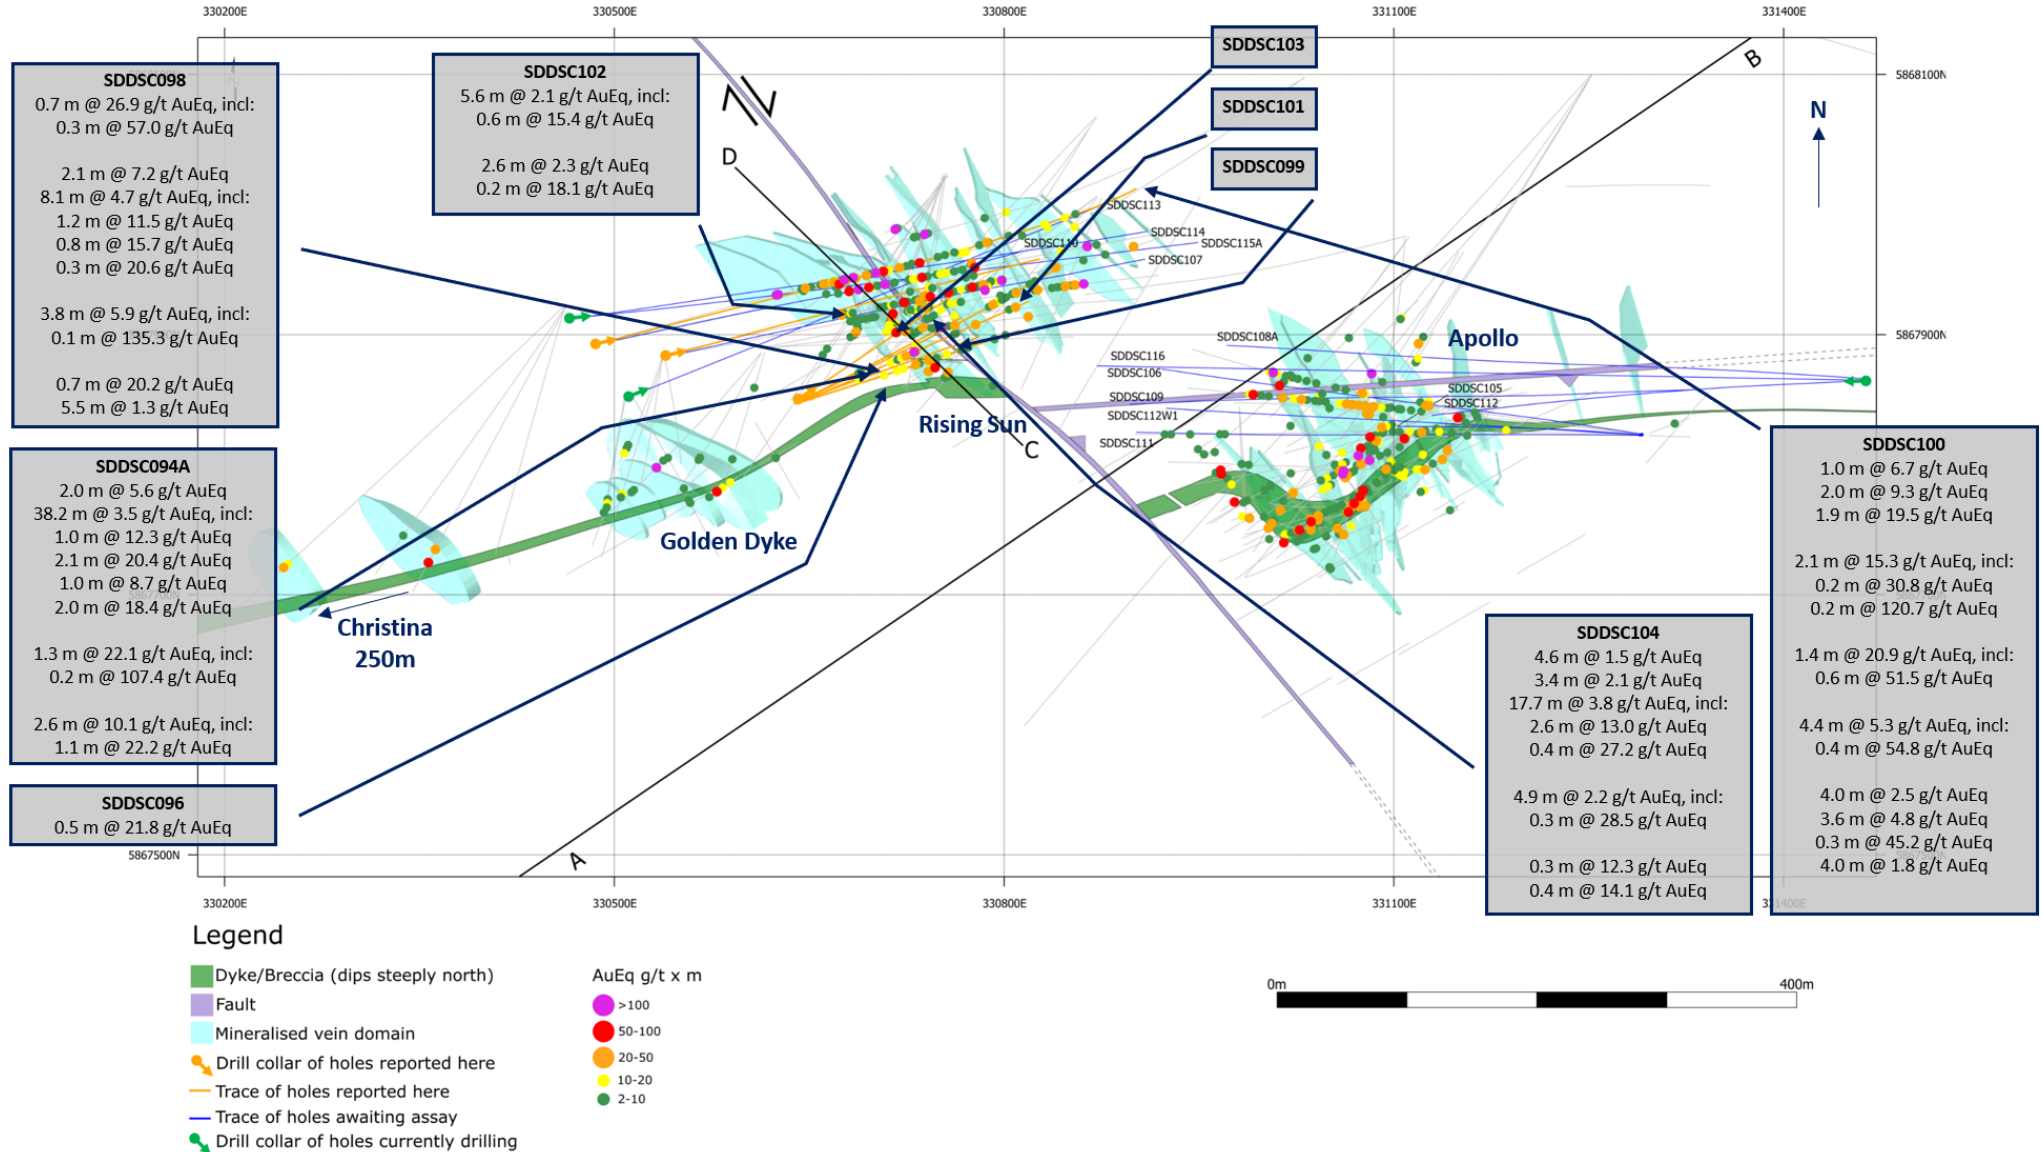 330200E
330500E
330800E
331100E
331400E
5868100N
5867900N
5867500N
SDDSC098
0.7 m @ 26.9 g/t AuEq, incl:
0.3 m @ 57.0 g/t AuEq
2.1 m @ 7.2 g/t AuEq
8.1 m @ 4.7 g/t AuEq, incl:
1.2 m @ 11.5 g/t AuEq
0.8 m @ 15.7 g/t AuEq
0.3 m @ 20.6 g/t AuEq
3.8 m @ 5.9 g/t AuEq, incl:
0.1 m @ 135.3 g/t AuEq
0.7 m @ 20.2 g/t AuEq
5.5 m @ 1.3 g/t AuEq
SDDSC102
5.6 m @ 2.1 g/t AuEq, incl:
0.6 m @ 15.4 g/t AuEq
2.6 m @ 2.3 g/t AuEq
0.2 m @ 18.1 g/t AuEq
SDDSC103
SDDSC101
SDDSC099
B
N
D
SDDSC113
SDDSC114
SDDSC110
SDDSC115A
SDDSC107
SDDSC108A
Apollo
SDDSC116
SDDSC106
SDDSC105
SDDSC109
SDDSC112
SDDSC112W1
SDDSC111
Rising Sun
C
Golden Dyke
Christina
250m
5867700N
A
SDDSC094A
2.0 m @ 5.6 g/t AuEq
38.2 m @ 3.5 g/t AuEq, incl:
1.0 m @ 12.3 g/t AuEq
2.1 m @ 20.4 g/t AuEq
1.0 m @ 8.7 g/t AuEq
2.0 m @ 18.4 g/t AuEq
1.3 m @ 22.1 g/t AuEq, incl:
0.2 m @ 107.4 g/t AuEq
2.6 m @ 10.1 g/t AuEq, incl:
1.1 m @ 22.2 g/t AuEq
SDDSC096
0.5 m @ 21.8 g/t AuEq
SDDSC104
4.6 m @ 1.5 g/t AuEq
3.4 m @ 2.1 g/t AuEq
17.7 m @ 3.8 g/t AuEq, incl:
2.6 m @ 13.0 g/t AuEq
0.4 m @ 27.2 g/t AuEq
4.9 m @ 2.2 g/t AuEq, incl:
0.3 m @ 28.5 g/t AuEq
0.3 m @ 12.3 g/t AuEq
0.4 m @ 14.1 g/t AuEq
SDDSC100
1.0 m @ 6.7 g/t AuEq
2.0 m @ 9.3 g/t AuEq
1.9 m @ 19.5 g/t AuEq
2.1 m @ 15.3 g/t AuEq, incl:
0.2 m @ 30.8 g/t AuEq
0.2 m @ 120.7 g/t AuEq
1.4 m @ 20.9 g/t AuEq, incl:
0.6 m @ 51.5 g/t AuEq
4.4 m @ 5.3 g/t AuEq, incl:
0.4 m @ 54.8 g/t AuEq
4.0 m @ 2.5 g/t AuEq
3.6 m @ 4.8 g/t AuEq
0.3 m @ 45.2 g/t AuEq
4.0 m @ 1.8 g/t AuEq
330200E
330500E
330800E
331100E
331400E
Legend
Dyke/Breccia (dips steeply north)
Fault
Mineralised vein domain
Drill collar of holes reported here
Trace of holes reported here
Trace of holes awaiting assay
Drill collar of holes currently drilling
AuEq g/t x m
>100
50-100
20-50
10-20
2-10
0m
400m